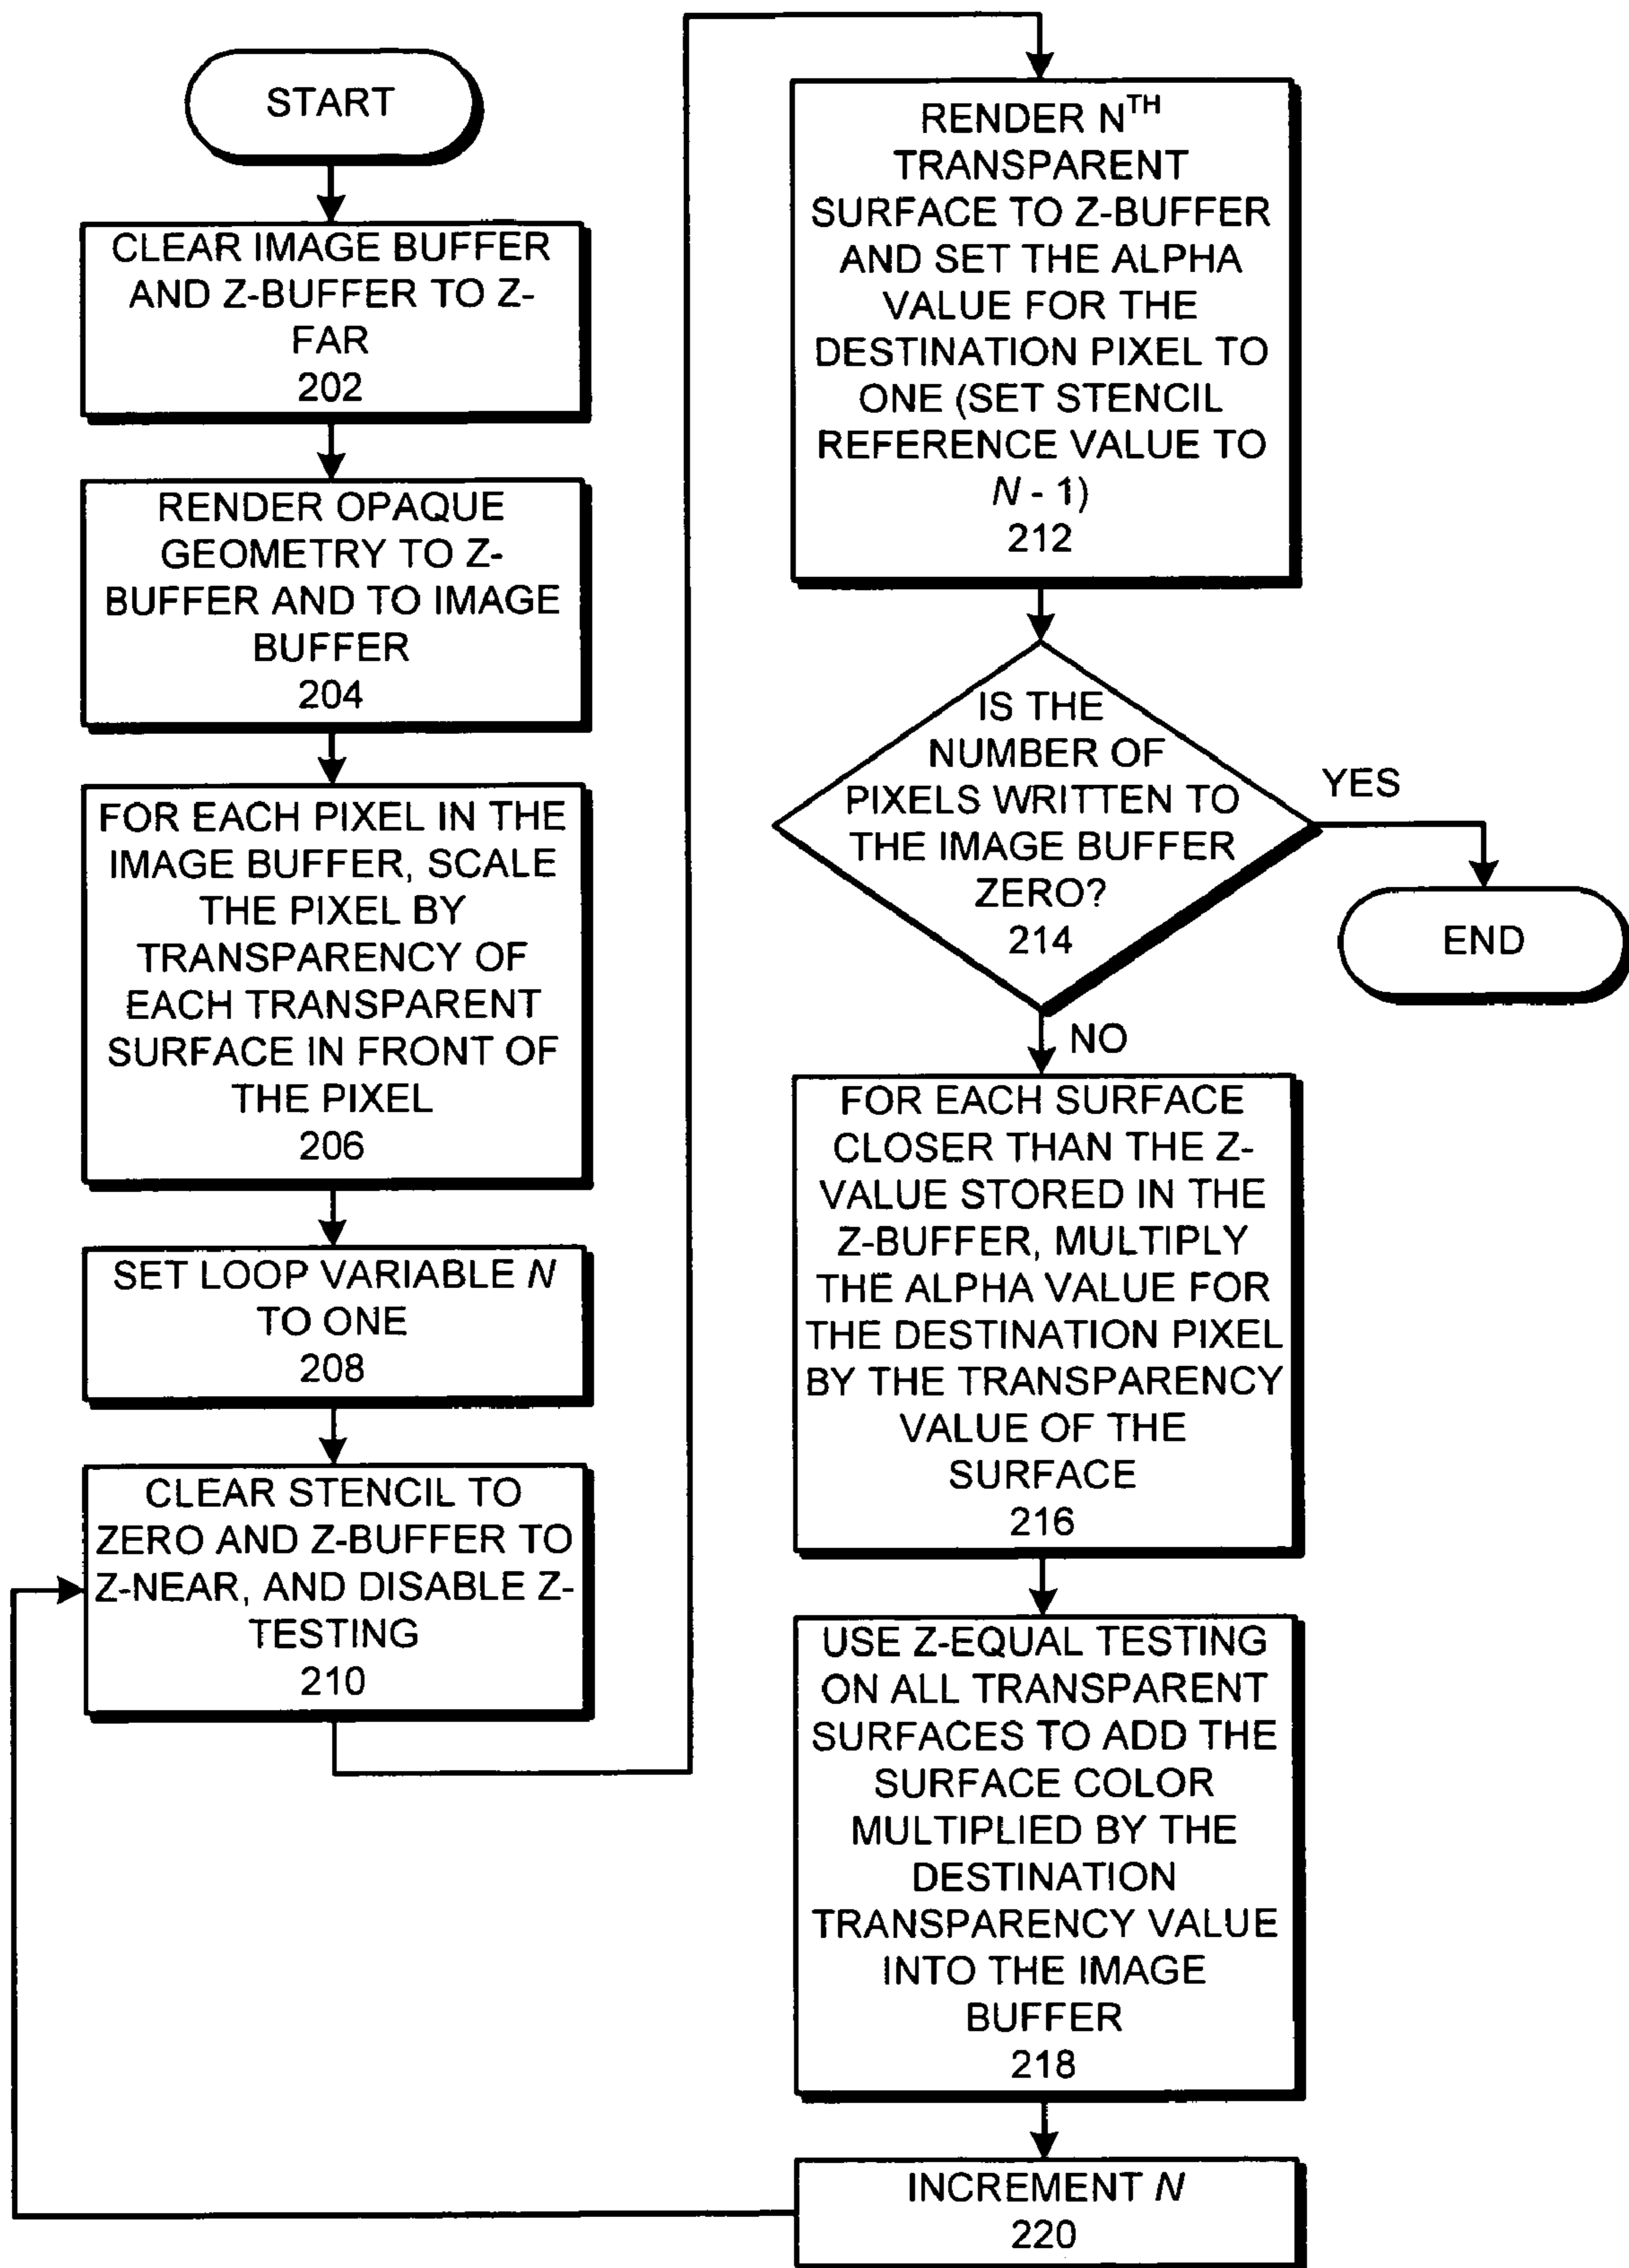 START
CLEAR IMAGE BUFFER
AND Z-BUFFER TO Z-
FAR
202
RENDER OPAQUE
GEOMETRY TO Z-
BUFFER AND TO IMAGE
BUFFER
204
FOR EACH PIXEL IN THE
IMAGE BUFFER, SCALE
THE PIXEL BY
TRANSPARENCY OF
EACH TRANSPARENT
SURFACE IN FRONT OF
THE PIXEL
206
SET LOOP VARIABLE N
TO ONE
208
CLEAR STENCIL TO
ZERO AND Z-BUFFER TO
Z-NEAR, AND DISABLE Z-
TESTING
210
RENDER NTH
TRANSPARENT
SURFACE TO Z-BUFFER
AND SET THE ALPHA
VALUE FOR THE
DESTINATION PIXEL TO
ONE (SET STENCIL
REFERENCE VALUE TO
N - 1)
212
IS THE
NUMBER OF
PIXELS WRITTEN TO
THE IMAGE BUFFER
ZERO?
214
YES
END
NO
FOR EACH SURFACE
CLOSER THAN THE Z-
VALUE STORED IN THE
Z-BUFFER, MULTIPLY
THE ALPHA VALUE FOR
THE DESTINATION PIXEL
BY THE TRANSPARENCY
VALUE OF THE
SURFACE
216
USE Z-EQUAL TESTING
ON ALL TRANSPARENT
SURFACES TO ADD THE
SURFACE COLOR
MULTIPLIED BY THE
DESTINATION
TRANSPARENCY VALUE
INTO THE IMAGE
BUFFER
218
INCREMENT N
220